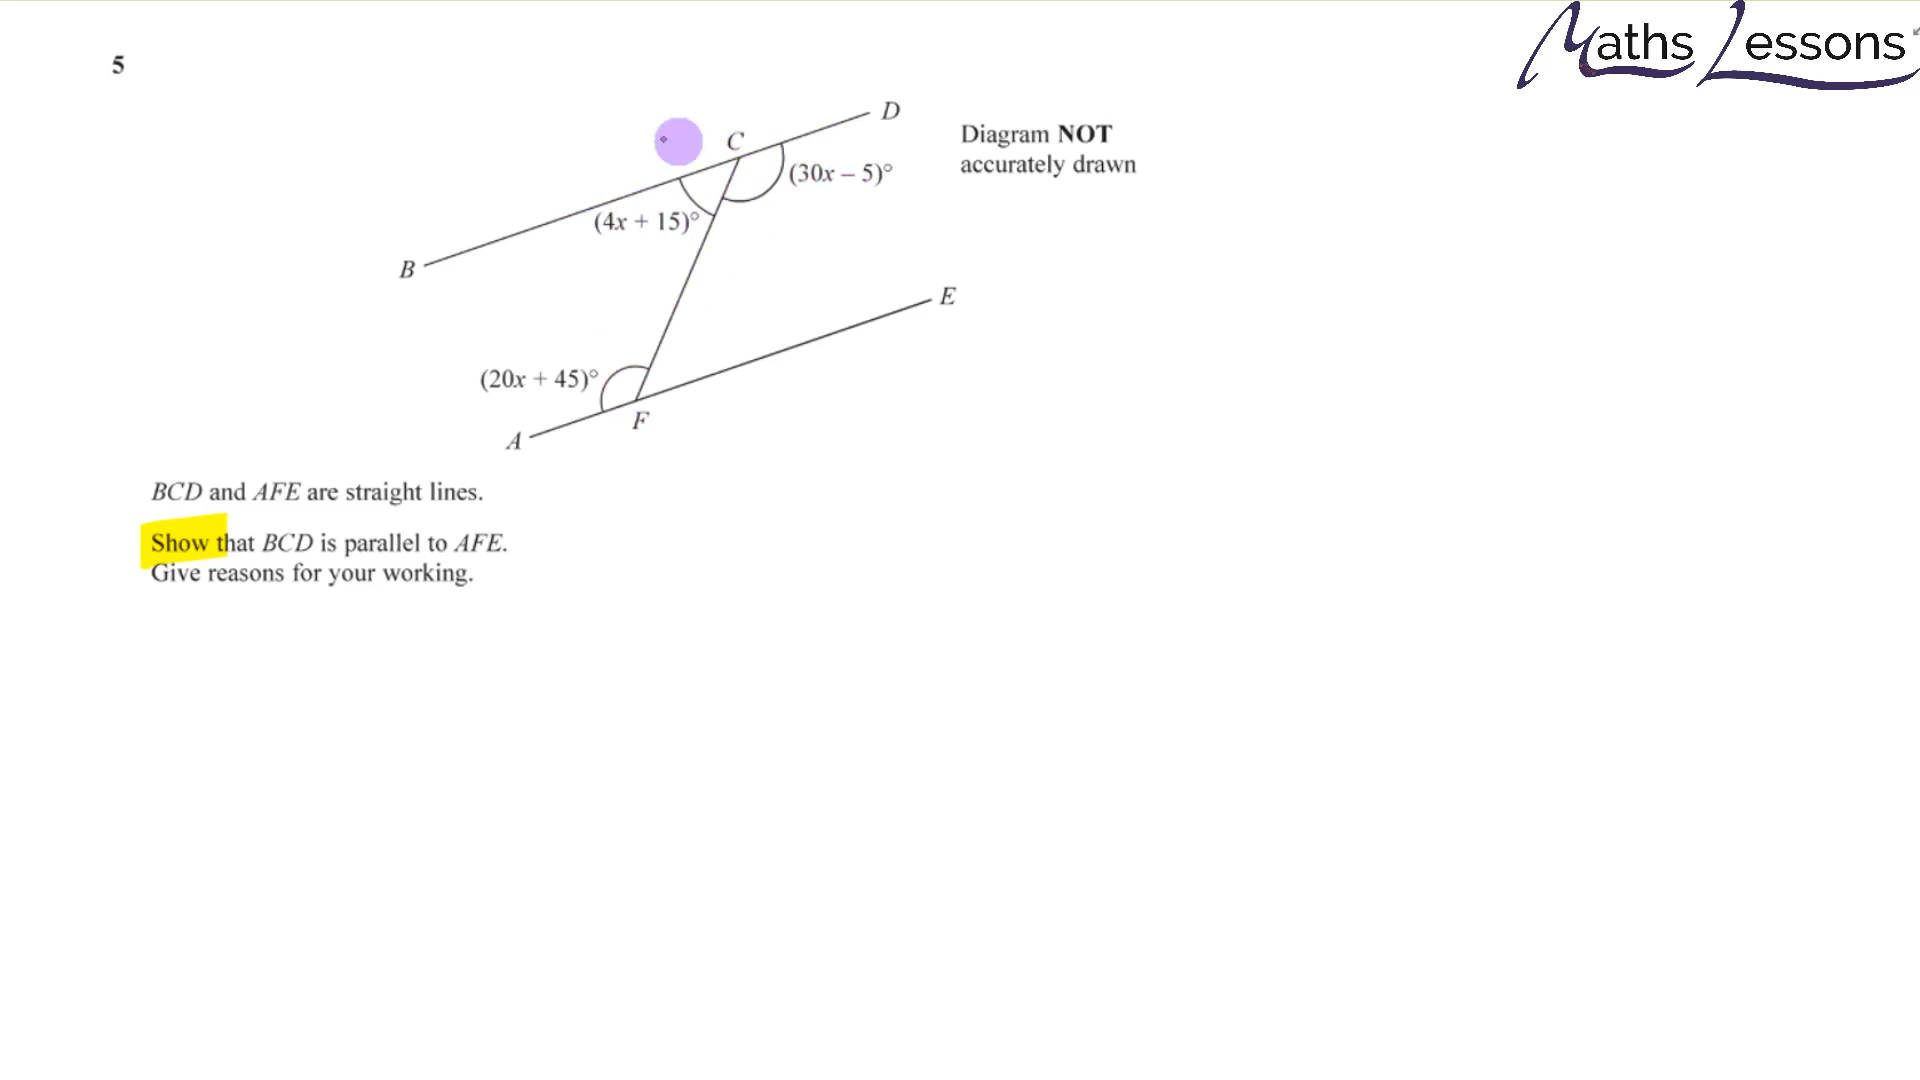 Maths Lessons
5
D
C
Diagram NOT
accurately drawn
(30x – 5)°
(4x + 15)°
B
E
(20x + 45)°
F
A
BCD and AFE are straight lines.
Show that BCD is parallel to AFE.
Give reasons for your working.